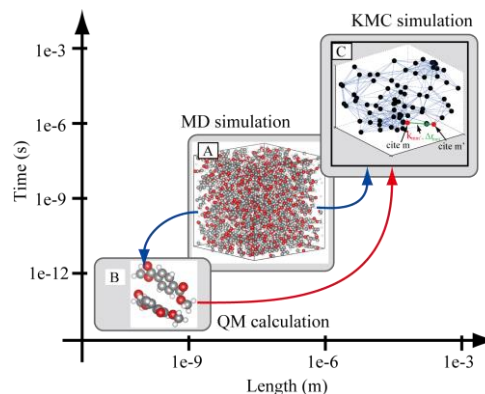 KMC simulation
C
cite m
cite m'
MD simulation
A
B
QM calculation
Time (s)
1e-3
1e-6
1e-9
1e-12
1e-9
1e-6
1e-3
Length (m)